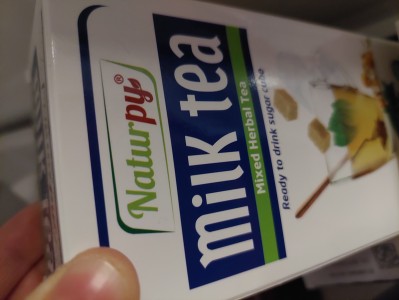 Naturpy®
milk tea
Mixed Herbal Tea
Ready to drink sugar cube